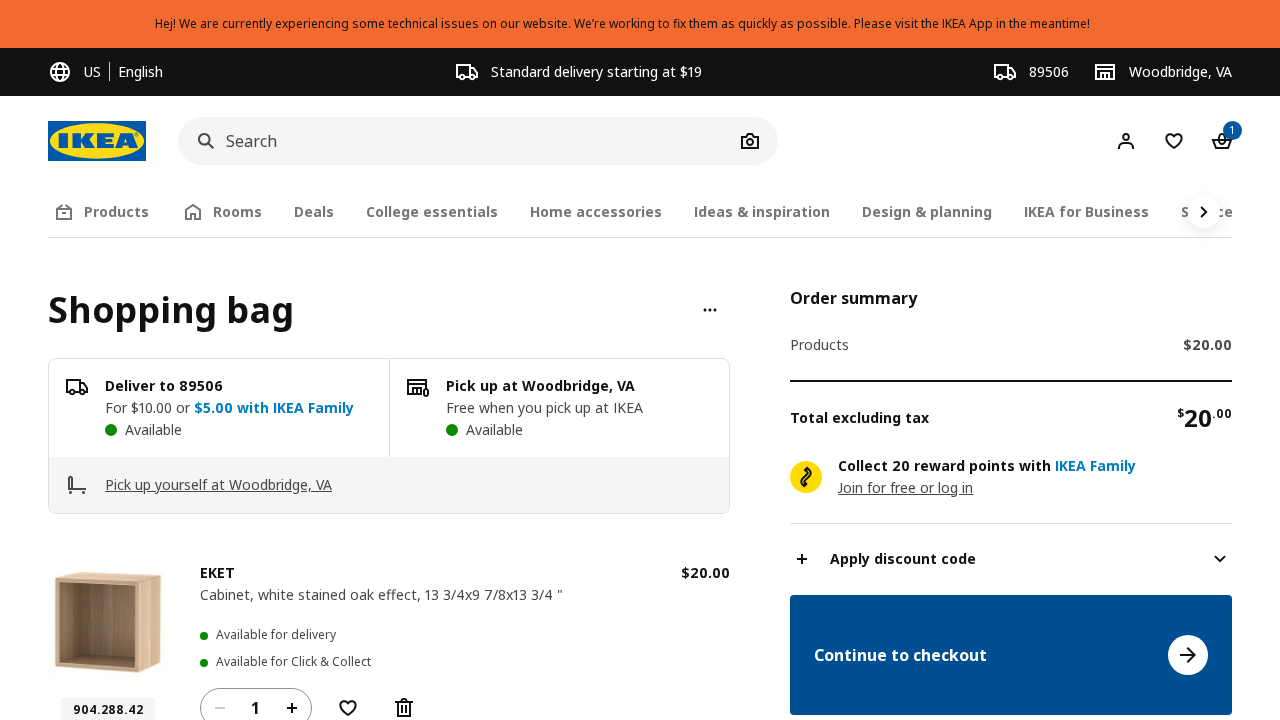 Hej! We are currently experiencing some technical issues on our website. We’re working to fix them as quickly as possible. Please visit the IKEA App in the meantime!
US | English
Standard delivery starting at $19
89506
Woodbridge, VA
IKEA
Search
1
Products
Rooms
Deals
College essentials
Home accessories
Ideas & inspiration
Design & planning
IKEA for Business
Shopping bag
Deliver to 89506
For $10.00 or $5.00 with IKEA Family
Available
Pick up at Woodbridge, VA
Free when you pick up at IKEA
Available
Pick up yourself at Woodbridge, VA
EKET
$20.00
Cabinet, white stained oak effect, 13 3/4x9 7/8x13 3/4 "
Available for delivery
Available for Click & Collect
904.288.42
1
Order summary
Products
$20.00
Total excluding tax
$20.00
Collect 20 reward points with IKEA Family
Join for free or log in
Apply discount code
Continue to checkout